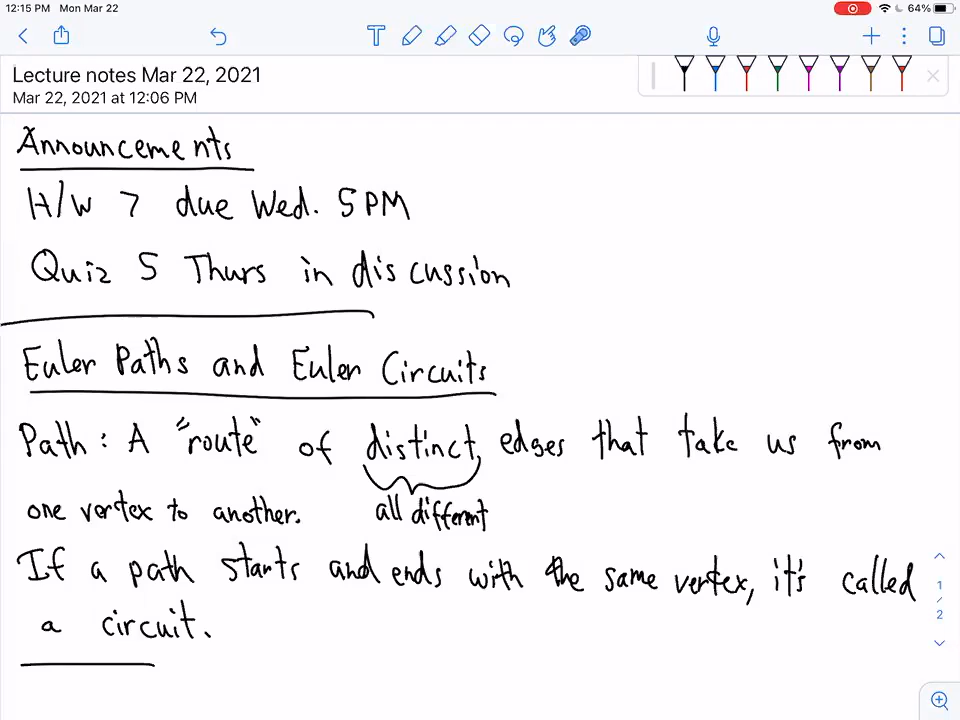 12:15 PM Mon Mar 22
64%
Lecture notes Mar 22, 2021
Mar 22, 2021 at 12:06 PM
Announcements
H/W 7 due Wed. 5PM
Quiz 5 Thurs in discussion
Euler Paths and Euler Circuits
Path: A "route" of distinct edges that take us from
all different
one vertex to another.
If a path starts and ends with the same vertex, it's called
a circuit.
1
/
2